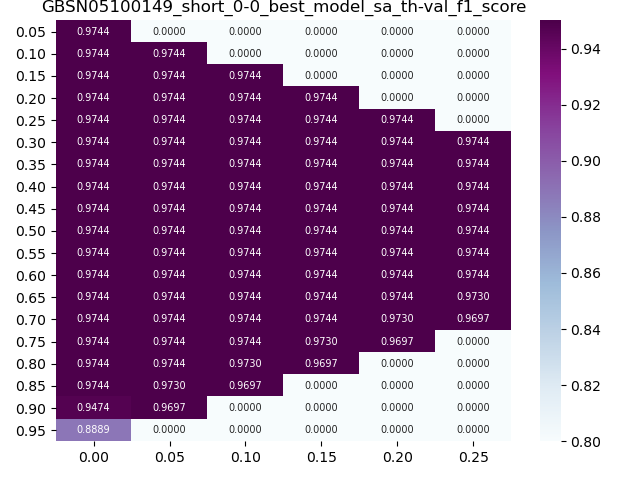 GBSN05100149_short_0-0_best_model_sa_th-val_f1_score
0.05 0.9744 0.0000 0.0000 0.0000 0.0000 0.0000
0.10 0.9744 0.9744 0.0000 0.0000 0.0000 0.0000
0.15 0.9744 0.9744 0.9744 0.0000 0.0000 0.0000
0.20 0.9744 0.9744 0.9744 0.9744 0.0000 0.0000
0.25 0.9744 0.9744 0.9744 0.9744 0.9744 0.0000
0.30 0.9744 0.9744 0.9744 0.9744 0.9744 0.9744
0.35 0.9744 0.9744 0.9744 0.9744 0.9744 0.9744
0.40 0.9744 0.9744 0.9744 0.9744 0.9744 0.9744
0.45 0.9744 0.9744 0.9744 0.9744 0.9744 0.9744
0.50 0.9744 0.9744 0.9744 0.9744 0.9744 0.9744
0.55 0.9744 0.9744 0.9744 0.9744 0.9744 0.9744
0.60 0.9744 0.9744 0.9744 0.9744 0.9744 0.9744
0.65 0.9744 0.9744 0.9744 0.9744 0.9744 0.9730
0.70 0.9744 0.9744 0.9744 0.9744 0.9730 0.9697
0.75 0.9744 0.9744 0.9744 0.9730 0.9697 0.0000
0.80 0.9744 0.9744 0.9730 0.9697 0.0000 0.0000
0.85 0.9744 0.9730 0.9697 0.0000 0.0000 0.0000
0.90 0.9474 0.9697 0.0000 0.0000 0.0000 0.0000
0.95 0.8889 0.0000 0.0000 0.0000 0.0000 0.0000
0.00 0.05 0.10 0.15 0.20 0.25
0.94
0.92
0.90
0.88
0.86
0.84
0.82
0.80